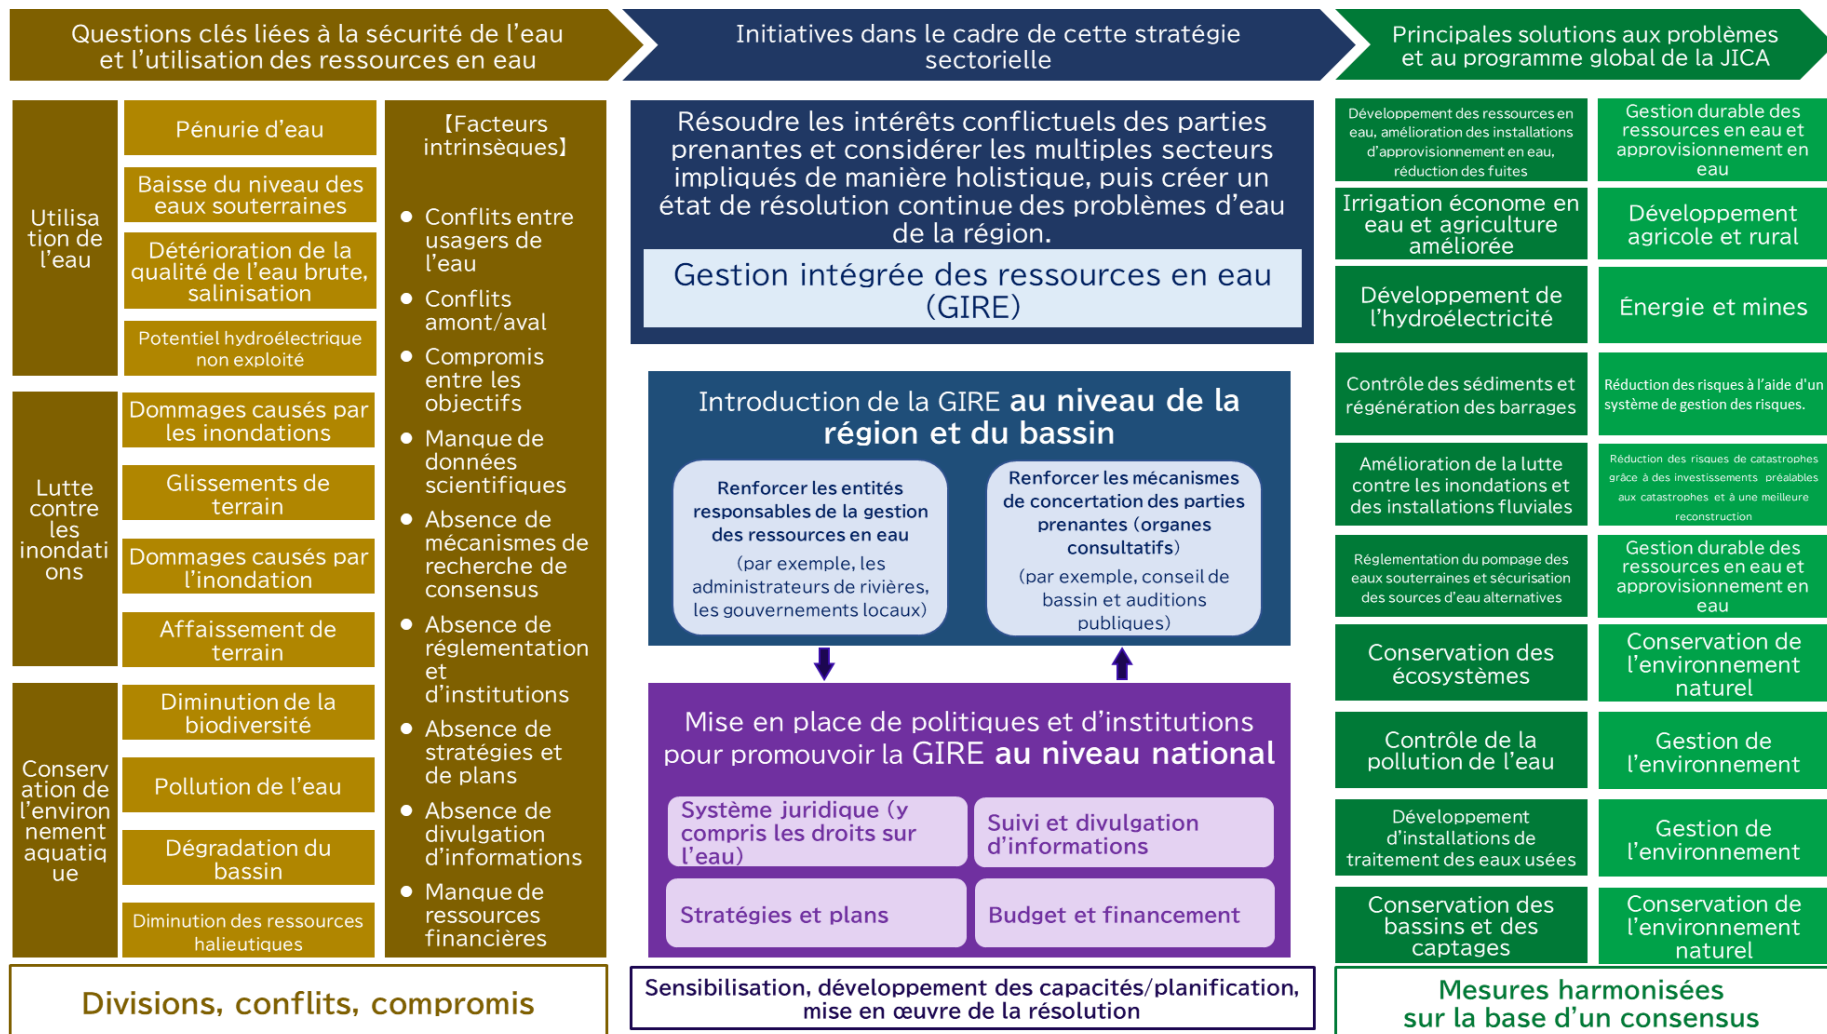 Questions clés liées à la sécurité de l'eau
et l'utilisation des ressources en eau
Initiatives dans le cadre de cette stratégie
sectorielle
Principales solutions aux problèmes
et au programme global de la JICA
Utilisa
tion de
l'eau
Pénurie d'eau
Baisse du niveau des
eaux souterraines
Détérioration de la
qualité de l'eau brute,
salinisation
Potentiel hydroélectrique
non exploité
Lutte
contre
les
inondati
ons
Dommages causés par
les inondations
Glissements de
terrain
Dommages causés par
l'inondation
Affaissement de
terrain
Conserv
ation de
l'environ
nement
aquatiq
ue
Diminution de la
biodiversité
Pollution de l'eau
Dégradation du
bassin
Diminution des ressources
halieutiques
【Facteurs
intrinsèques】
● Conflits entre
usagers de
l'eau
● Conflits
amont/aval
● Compromis
entre les
objectifs
● Manque de
données
scientifiques
● Absence de
mécanismes de
recherche de
consensus
● Absence de
réglementation
et
d'institutions
● Absence de
stratégies et
de plans
● Absence de
divulgation
d'informations
● Manque de
ressources
financières
Divisions, conflits, compromis
Résoudre les intérêts conflictuels des parties
prenantes et considérer les multiples secteurs
impliqués de manière holistique, puis créer un
état de résolution continue des problèmes d'eau
de la région.
Gestion intégrée des ressources en eau
(GIRE)
Introduction de la GIRE au niveau de la
région et du bassin
Renforcer les entités
responsables de la gestion
des ressources en eau
(par exemple, les
administrateurs de rivières,
les gouvernements locaux)
Renforcer les mécanismes
de concertation des parties
prenantes (organes
consultatifs)
(par exemple, conseil de
bassin et auditions
publiques)
Mise en place de politiques et d'institutions
pour promouvoir la GIRE au niveau national
Système juridique (y
compris les droits sur
l'eau)
Suivi et divulgation
d'informations
Stratégies et plans
Budget et financement
Sensibilisation, développement des capacités/planification,
mise en œuvre de la résolution
Développement des ressources en
eau, amélioration des installations
d'approvisionnement en eau,
réduction des fuites
Gestion durable des
ressources en eau et
approvisionnement en
eau
Irrigation économe en
eau et agriculture
améliorée
Développement
agricole et rural
Développement de
l'hydroélectricité
Énergie et mines
Contrôle des sédiments et
régénération des barrages
Réduction des risques à l'aide d'un
système de gestion des risques.
Amélioration de la lutte
contre les inondations et
des installations fluviales
Réduction des risques de catastrophes
grâce à des investissements préalables
aux catastrophes et à une meilleure
reconstruction
Réglementation du pompage des
eaux souterraines et sécurisation
des sources d'eau alternatives
Gestion durable des
ressources en eau et
approvisionnement en
eau
Conservation des
écosystèmes
Conservation de
l'environnement
naturel
Contrôle de la
pollution de l'eau
Gestion de
l'environnement
Développement
d'installations de
traitement des eaux usées
Gestion de
l'environnement
Conservation des
bassins et des
captages
Conservation de
l'environnement
naturel
Mesures harmonisées
sur la base d'un consensus